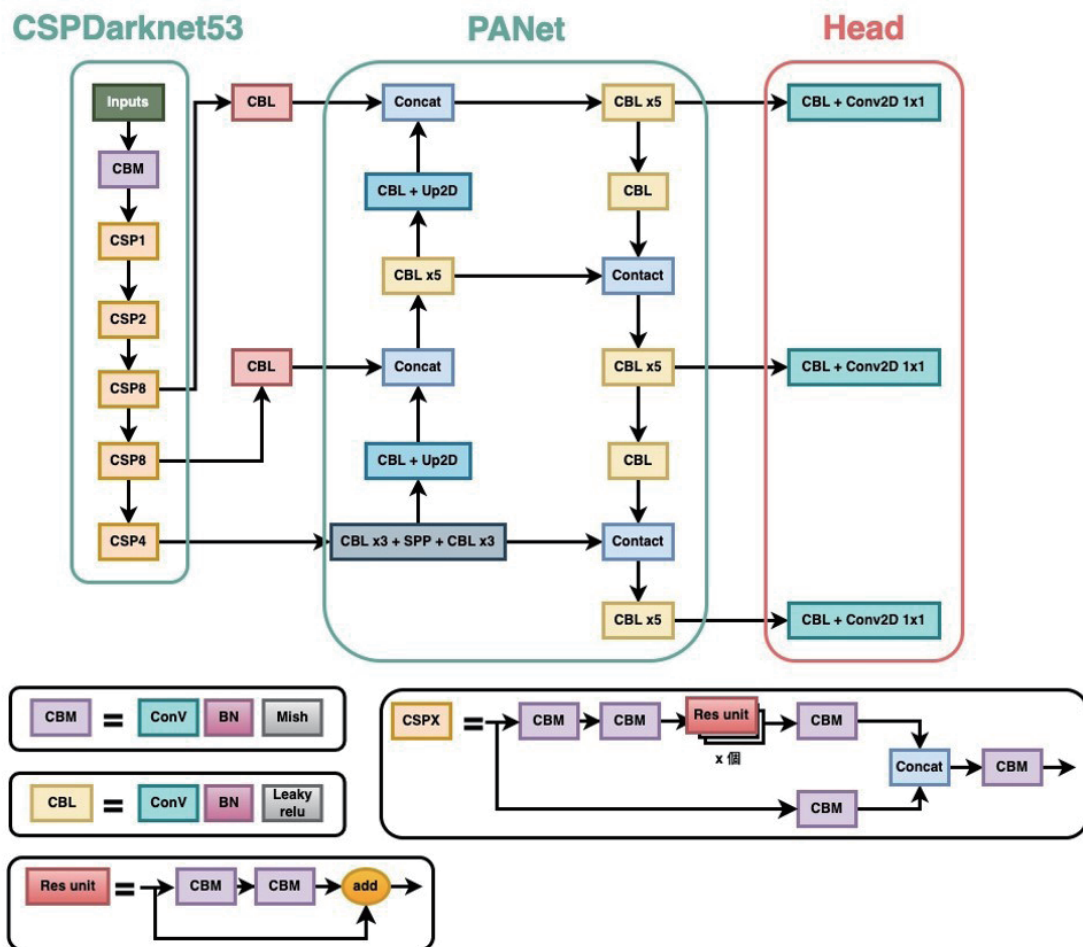 CSPDarknet53
PANet
Head
Inputs
CBL
Concat
CBL x5
CBL + Conv2D 1x1
CBM
CBL + Up2D
CBL
CSP1
CBL x5
Contact
CSP2
CBL
Concat
CBL x5
CBL + Conv2D 1x1
CSP8
CSP8
CBL + Up2D
CBL
CSP4
CBL x3 + SPP + CBL x3
Contact
CBL x5
CBL + Conv2D 1x1
CBM = ConV BN Mish
CBL = ConV BN Leaky
relu
Res unit = CBM CBM add
CSPX = CBM CBM Res unit CBM
x 個
Concat CBM
CBM